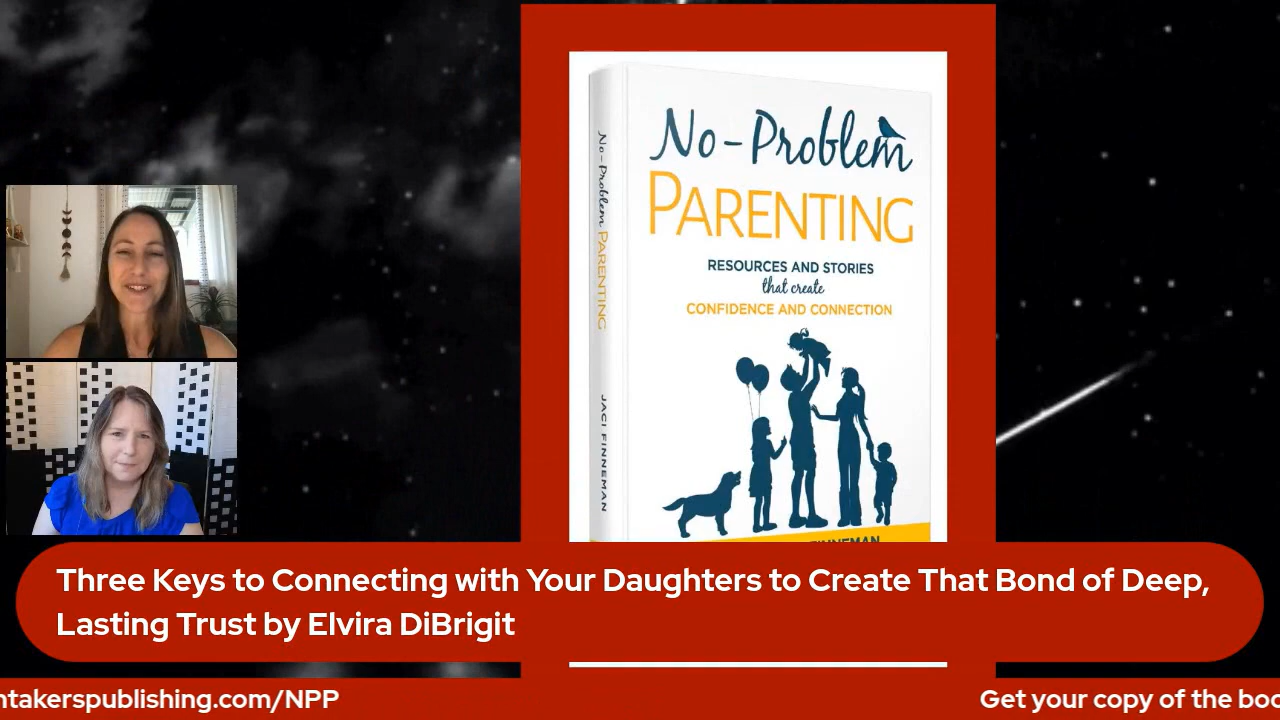 No-Problem
PARENTING
RESOURCES AND STORIES
that create
CONFIDENCE AND CONNECTION
No-Problem PARENTING
JACI FINNEMAN
Three Keys to Connecting with Your Daughters to Create That Bond of Deep,
Lasting Trust by Elvira DiBrigit
ntakerspublishing.com/NPP
Get your copy of the boo